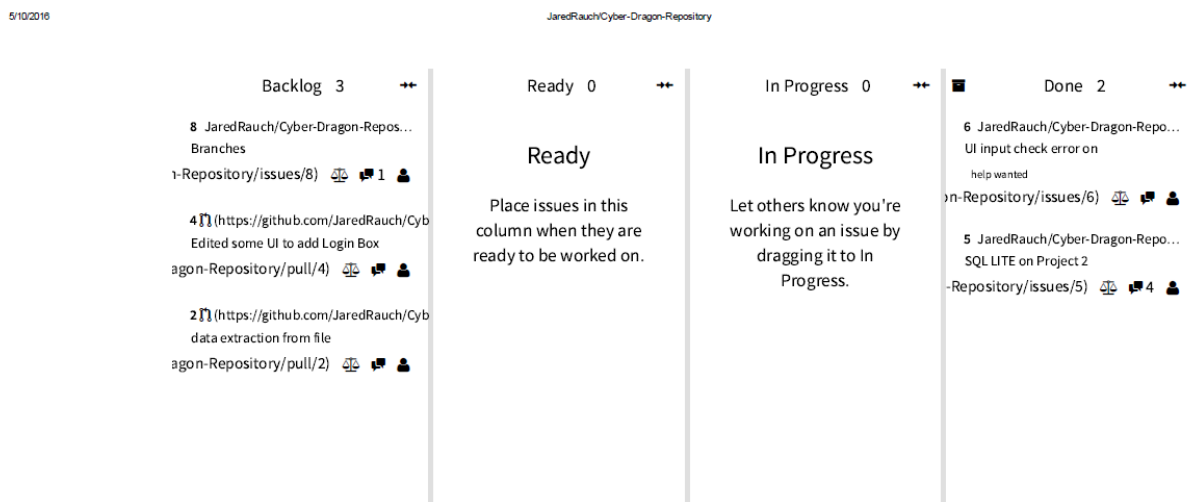 5/10/2016
JaredRauch/Cyber-Dragon-Repository
Backlog 3
8 JaredRauch/Cyber-Dragon-Repos...
Branches
n-Repository/issues/8) 1
4 (https://github.com/JaredRauch/Cyb
Edited some UI to add Login Box
agon-Repository/pull/4)
2 (https://github.com/JaredRauch/Cyb
data extraction from file
agon-Repository/pull/2)
Ready 0
Ready
Place issues in this
column when they are
ready to be worked on.
In Progress 0
In Progress
Let others know you're
working on an issue by
dragging it to In
Progress.
Done 2
6 JaredRauch/Cyber-Dragon-Repo...
UI input check error on
help wanted
on-Repository/issues/6)
5 JaredRauch/Cyber-Dragon-Repo...
SQL LITE on Project 2
-Repository/issues/5) 4